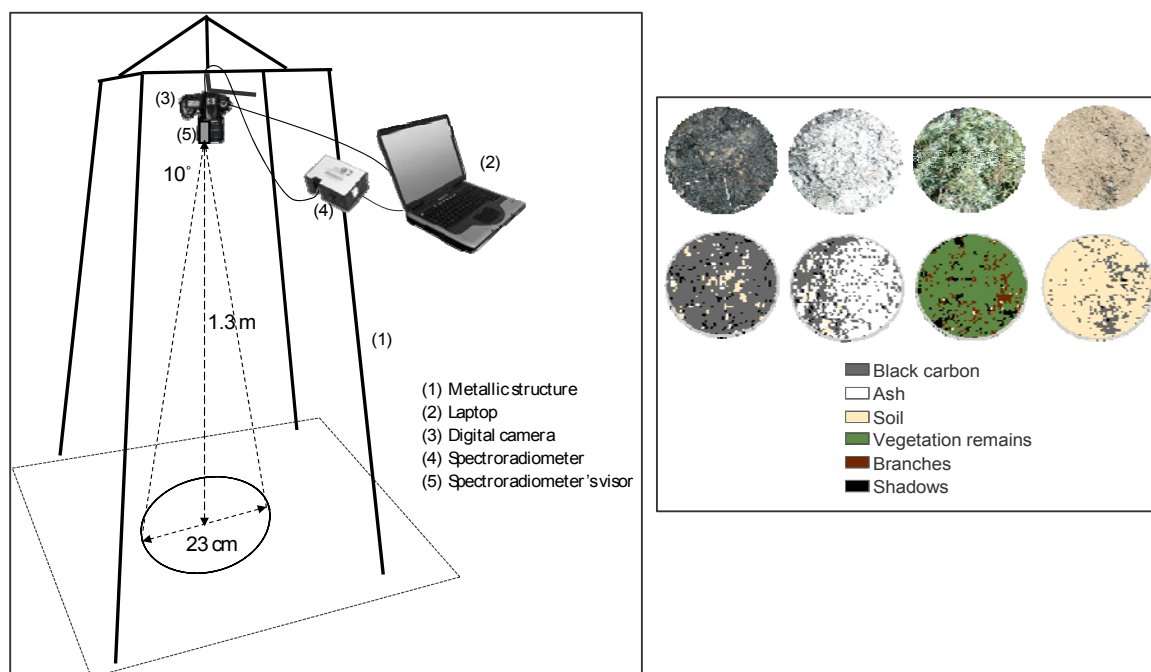 (3)
(5)
10°
(2)
(4)
1.3 m
(1)
23 cm
(1) Metallic structure
(2) Laptop
(3) Digital camera
(4) Spectroradiometer
(5) Spectroradiometer's visor
Black carbon
Ash
Soil
Vegetation remains
Branches
Shadows